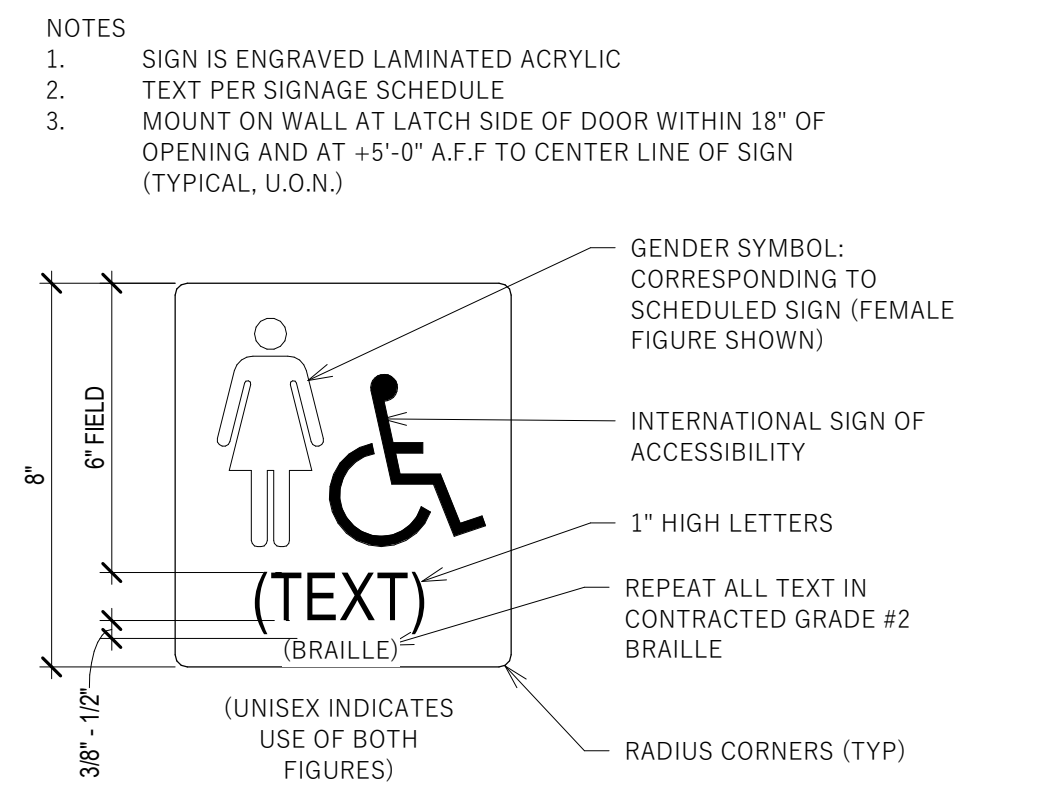 NOTES
1. SIGN IS ENGRAVED LAMINATED ACRYLIC
2. TEXT PER SIGNAGE SCHEDULE
3. MOUNT ON WALL AT LATCH SIDE OF DOOR WITHIN 18" OF
OPENING AND AT +5'-0" A.F.F TO CENTER LINE OF SIGN
(TYPICAL, U.O.N.)
GENDER SYMBOL:
CORRESPONDING TO
SCHEDULED SIGN (FEMALE
FIGURE SHOWN)
8"
6" FIELD
INTERNATIONAL SIGN OF
ACCESSIBILITY
1" HIGH LETTERS
(TEXT)
REPEAT ALL TEXT IN
CONTRACTED GRADE #2
BRAILLE
(BRAILLE)
3/8" - 1/2"
(UNISEX INDICATES
USE OF BOTH
FIGURES)
RADIUS CORNERS (TYP)